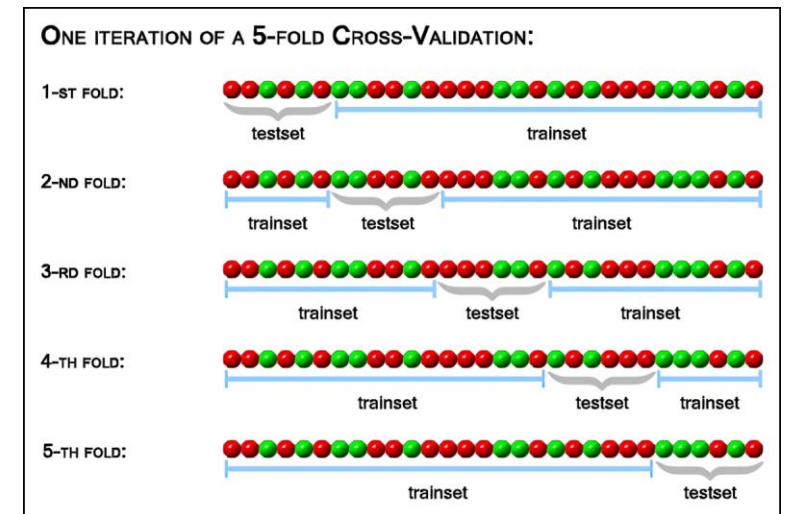 ONE ITERATION OF A 5-FOLD CROSS-VALIDATION:
1-ST FOLD:
testset trainset
2-ND FOLD:
trainset testset trainset
3-RD FOLD:
trainset testset trainset
4-TH FOLD:
trainset testset trainset
5-TH FOLD:
trainset testset